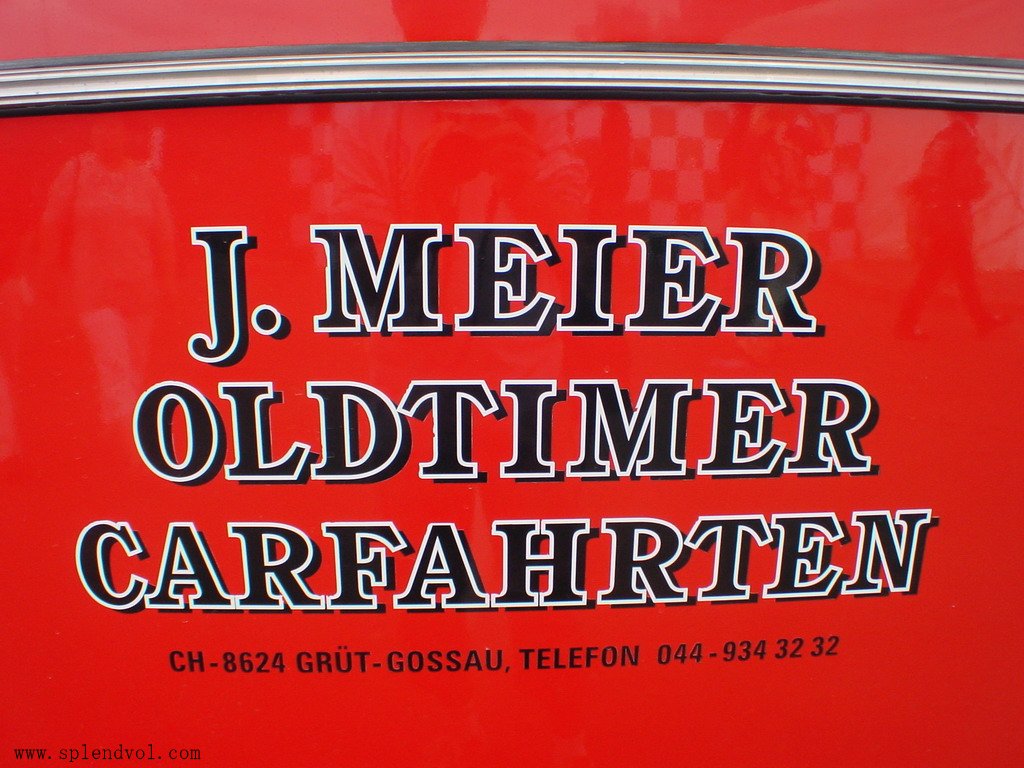 J. MEIER
OLDTIMER
CARFAHRTEN
CH-8624 GRÜT-GOSSAU, TELEFON 044-934 32 32
www.splendvol.com